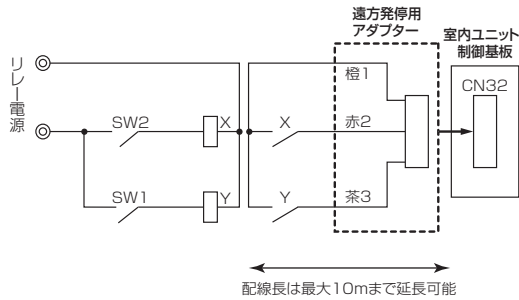 遠方発停用
アダプター
室内ユニット
制御基板
リレー電源
橙1
CN32
SW2
X
X
赤2
SW1
Y
Y
茶3
配線長は最大10mまで延長可能